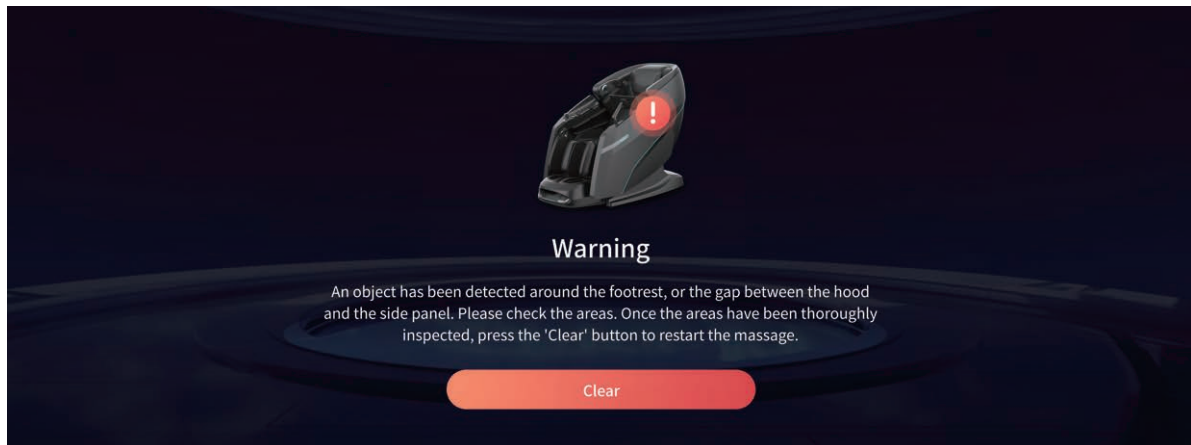 Warning
An object has been detected around the footrest, or the gap between the hood
and the side panel. Please check the areas. Once the areas have been thoroughly
inspected, press the 'Clear' button to restart the massage.
Clear